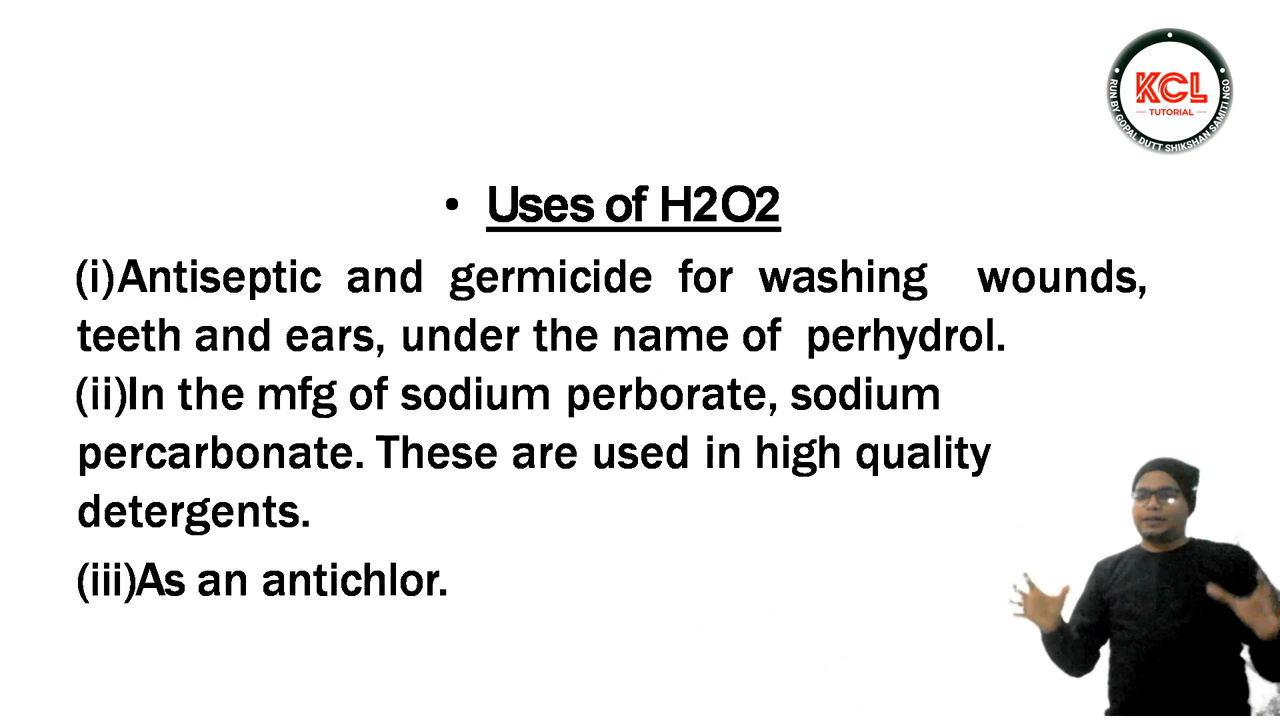 KCL
TUTORIAL
RUN BY GOPAL DUTT SHIKSHAN SAMITI NGO
• Uses of H2O2
(i)Antiseptic and germicide for washing wounds,
teeth and ears, under the name of perhydrol.
(ii)In the mfg of sodium perborate, sodium
percarbonate. These are used in high quality
detergents.
(iii)As an antichlor.